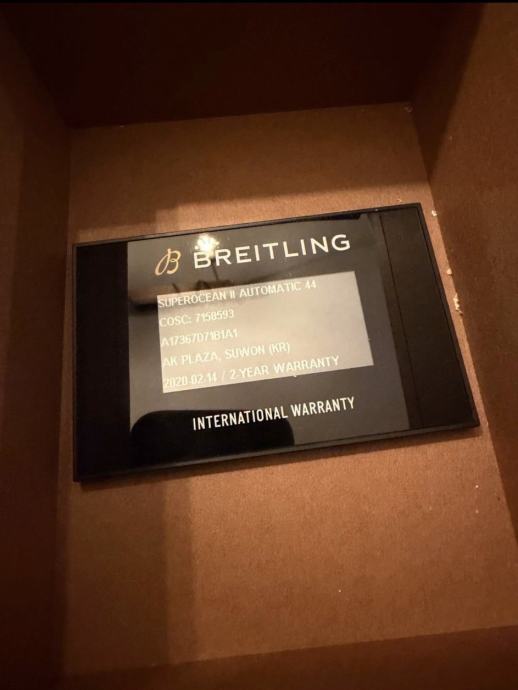 B BREITLING
SUPEROCEAN II AUTOMATIC 44
COSC: 7158593
A17367D71B1A1
AK PLAZA, SUWON (KR)
2020-02-14 / 2-YEAR WARRANTY
INTERNATIONAL WARRANTY